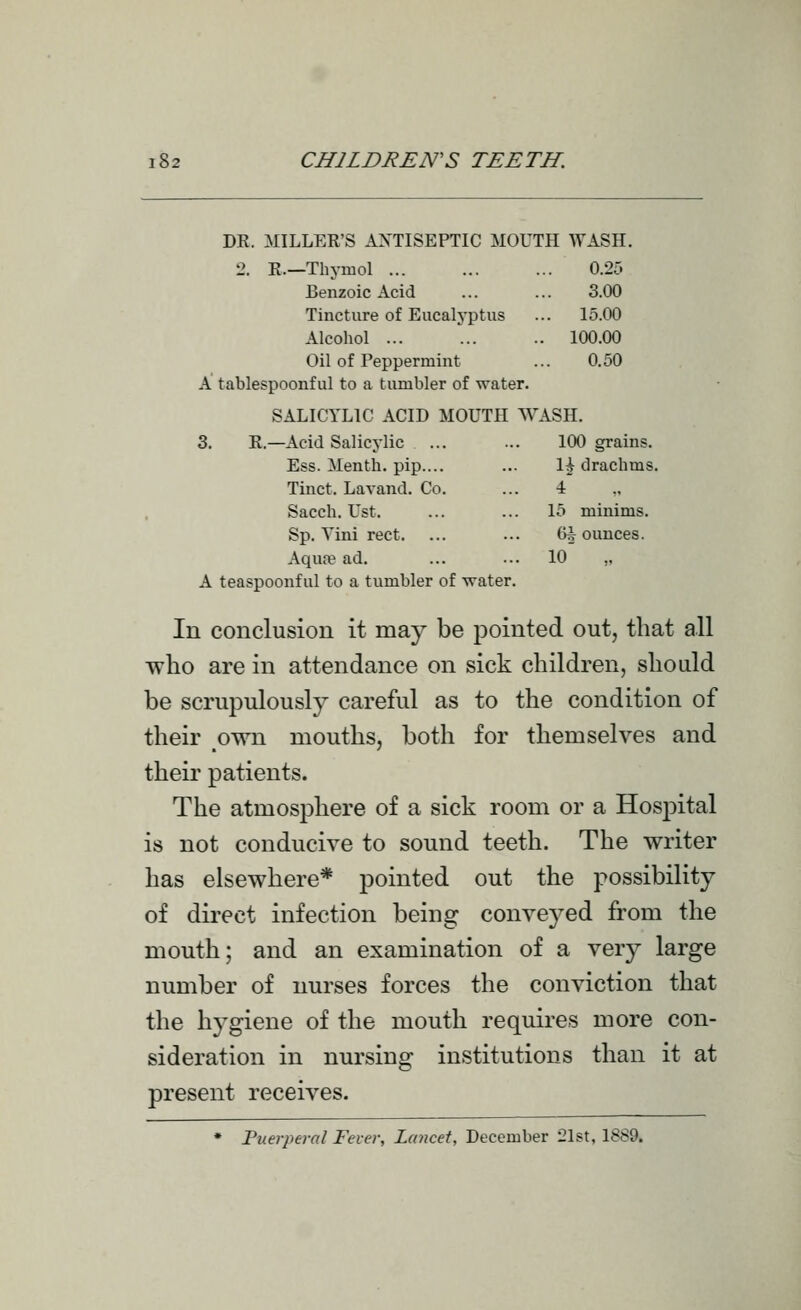 182 CHILDREN'S TEETH.
DR. MILLER'S ANTISEPTIC MOUTH WASH.
2. R.—Thymol ... ... ... 0.25
Benzoic Acid ... ... 3.00
Tincture of Eucalyptus ... 15.00
Alcohol ... ... .. 100.00
Oil of Peppermint ... 0.50
A tablespoonful to a tumbler of water.
SALICYLIC ACID MOUTH WASH.
3. R.—Acid Salicylic ... ... 100 grains.
Ess. Menth. pip.... ... 1½ drachms.
Tinct. Lavand. Co. ... 4 „
Sacch. Ust. ... ... 15 minims.
Sp. Vini rect. ... ... 6½ ounces.
Aquæ ad. ... ... 10 „
A teaspoonful to a tumbler of water.
In conclusion it may be pointed out, that all
who are in attendance on sick children, should
be scrupulously careful as to the condition of
their own mouths, both for themselves and
their patients.
The atmosphere of a sick room or a Hospital
is not conducive to sound teeth. The writer
has elsewhere* pointed out the possibility
of direct infection being conveyed from the
mouth; and an examination of a very large
number of nurses forces the conviction that
the hygiene of the mouth requires more con-
sideration in nursing institutions than it at
present receives.
* Puerperal Fever, Lancet, December 21st, 1889.